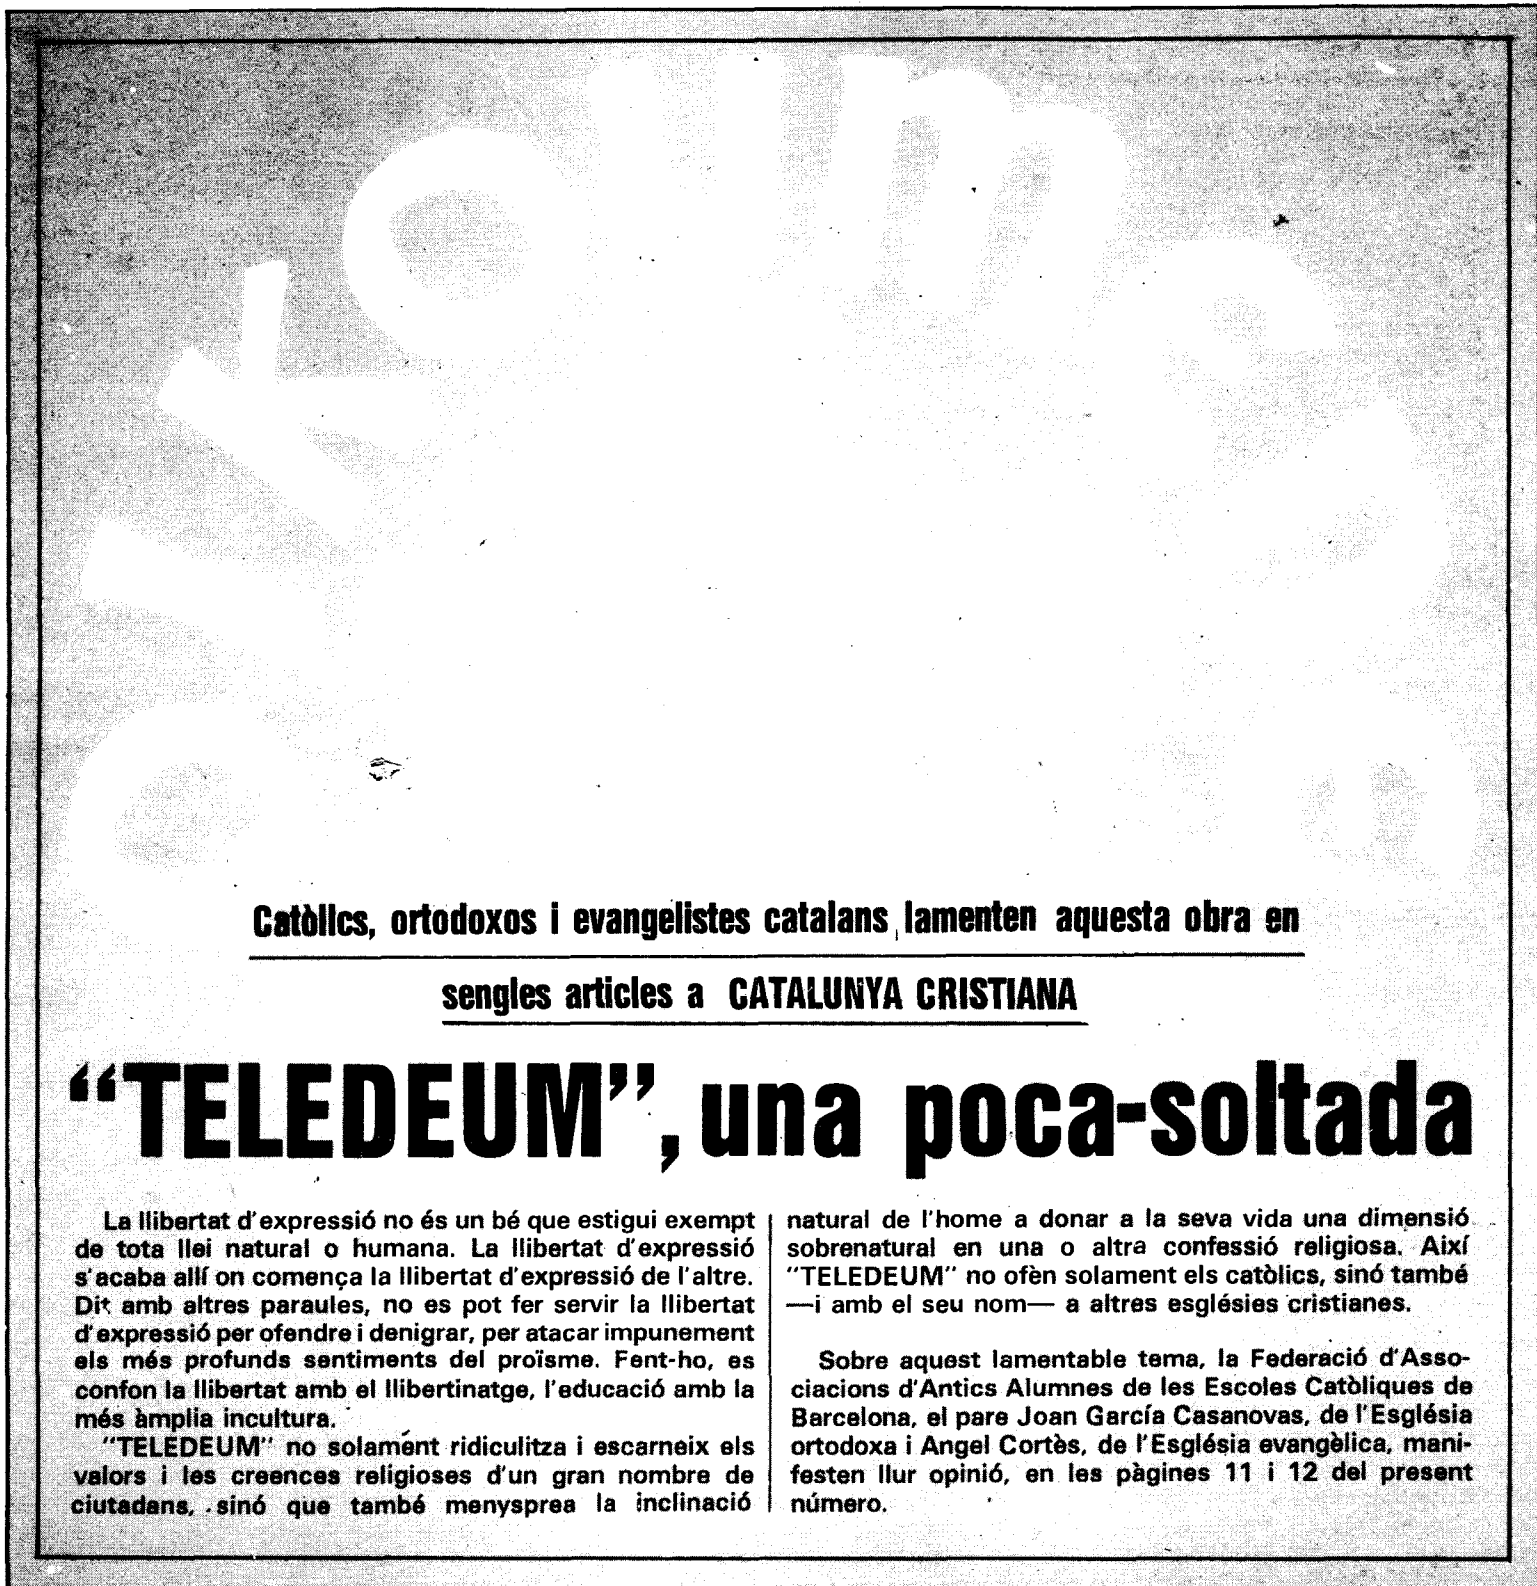 oikoumene
Catòlics, ortodoxos i evangelistes catalans lamenten aquesta obra en
sengles articles a CATALUNYA CRISTIANA
“TELEDEUM”, una poca-soltada
La llibertat d'expressió no és un bé que estigui exempt
de tota llei natural o humana. La llibertat d'expressió
s'acaba allí on comença la llibertat d'expressió de l'altre.
Dit amb altres paraules, no es pot fer servir la llibertat
d'expressió per ofendre i denigrar, per atacar impunement
els més profunds sentiments del proïsme. Fent-ho, es
confon la llibertat amb el llibertinatge, l'educació amb la
més àmplia incultura.
"TELEDEUM" no solament ridiculitza i escarneix els
valors i les creences religioses d'un gran nombre de
ciutadans, sinó que també menysprea la inclinació
natural de l'home a donar a la seva vida una dimensió
sobrenatural en una o altra confessió religiosa. Així
"TELEDEUM" no ofèn solament els catòlics, sinó també
—i amb el seu nom— a altres esglésies cristianes.
Sobre aquest lamentable tema, la Federació d'Asso-
ciacions d'Antics Alumnes de les Escoles Catòliques de
Barcelona, el pare Joan García Casanovas, de l'Església
ortodoxa i Angel Cortès, de l'Església evangèlica, mani-
festen llur opinió, en les pàgines 11 i 12 del present
número.